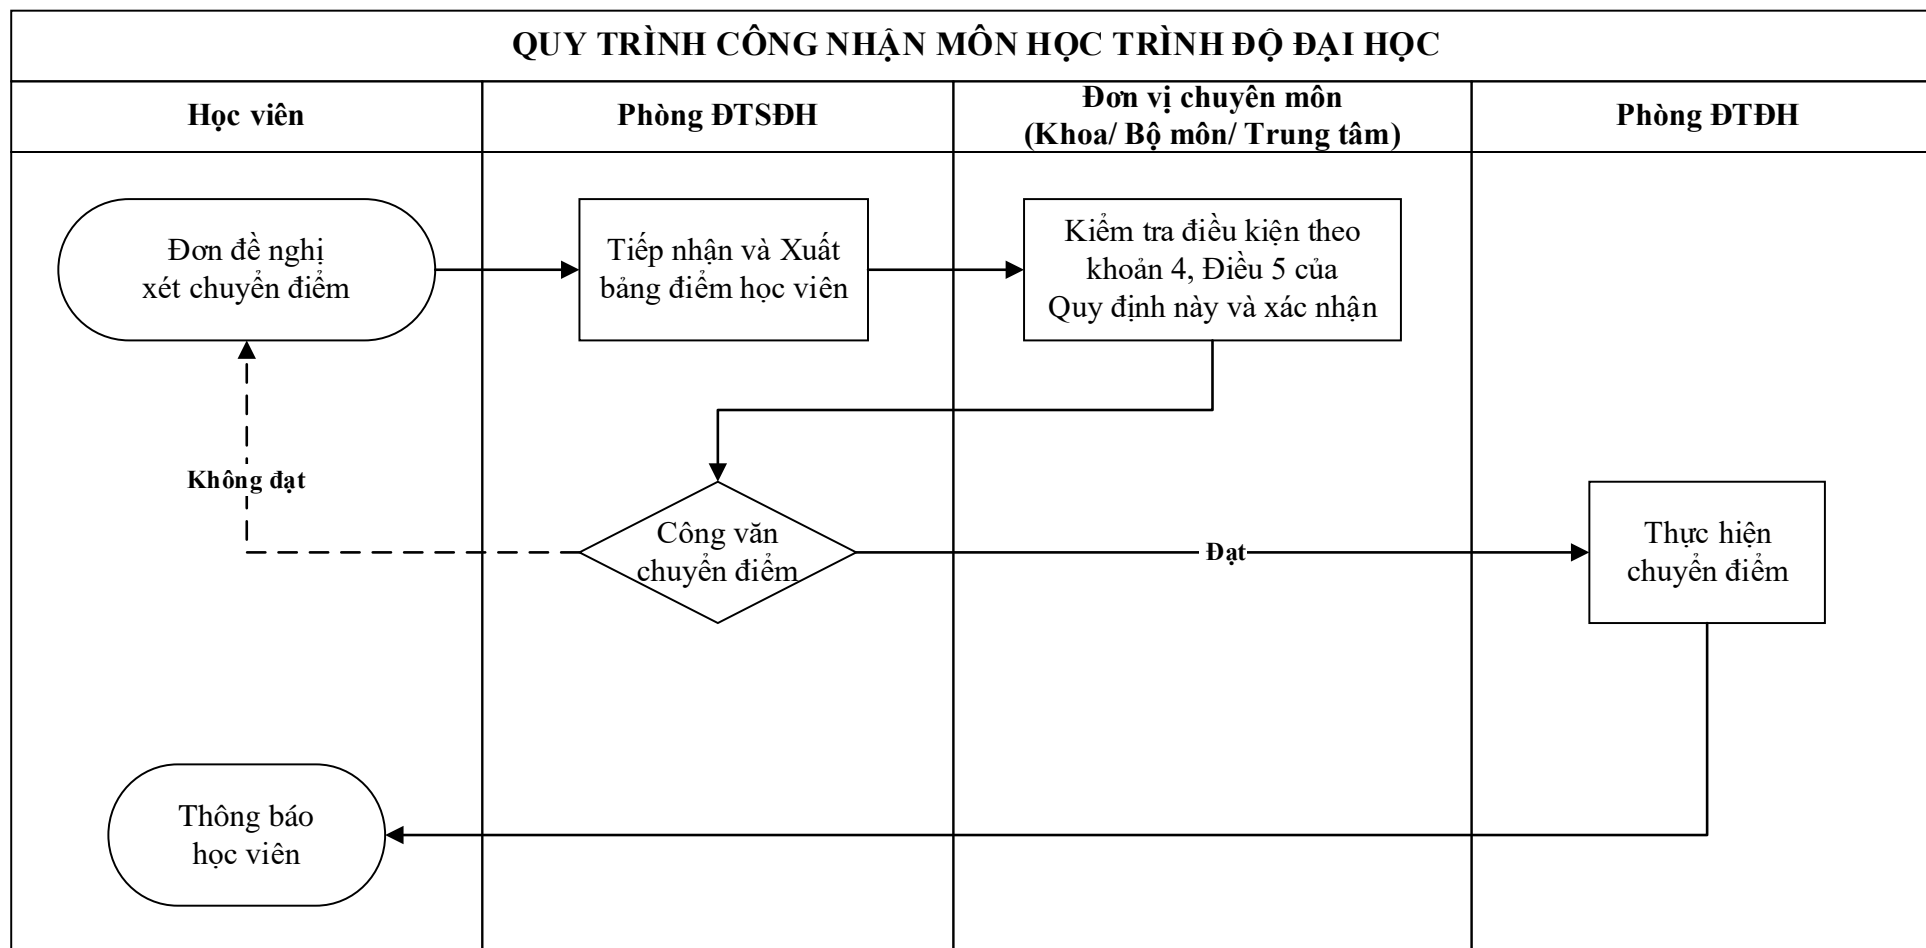 QUY TRÌNH CÔNG NHẬN MÔN HỌC TRÌNH ĐỘ ĐẠI HỌC
Học viên
Phòng ĐTSĐH
Đơn vị chuyên môn
(Khoa/ Bộ môn/ Trung tâm)
Phòng ĐTĐH
Đơn đề nghị
xét chuyển điểm
Tiếp nhận và Xuất
bảng điểm học viên
Kiểm tra điều kiện theo
khoản 4, Điều 5 của
Quy định này và xác nhận
Không đạt
Công văn
chuyển điểm
Đạt
Thực hiện
chuyển điểm
Thông báo
học viên